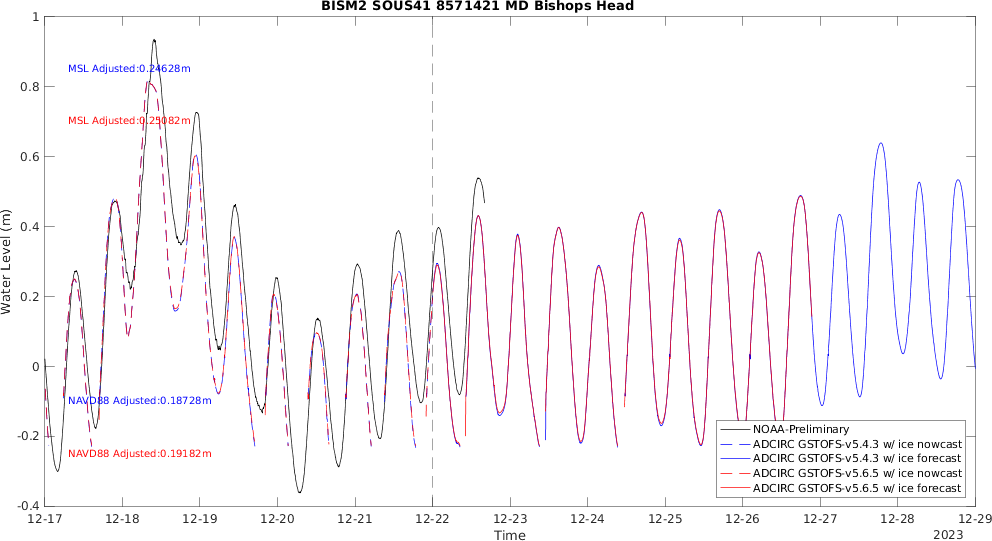 BISM2 SOUS41 8571421 MD Bishops Head
Water Level (m)
1
0.8
0.6
0.4
0.2
0
-0.2
-0.4
MSL Adjusted:0.24628m
MSL Adjusted:0.25082m
NAVD88 Adjusted:0.18728m
NAVD88 Adjusted:0.19182m
NOAA-Preliminary
ADCIRC GSTOFS-v5.4.3 w/ ice nowcast
ADCIRC GSTOFS-v5.4.3 w/ ice forecast
ADCIRC GSTOFS-v5.6.5 w/ ice nowcast
ADCIRC GSTOFS-v5.6.5 w/ ice forecast
12-17 12-18 12-19 12-20 12-21 12-22 12-23 12-24 12-25 12-26 12-27 12-28 12-29
Time
2023